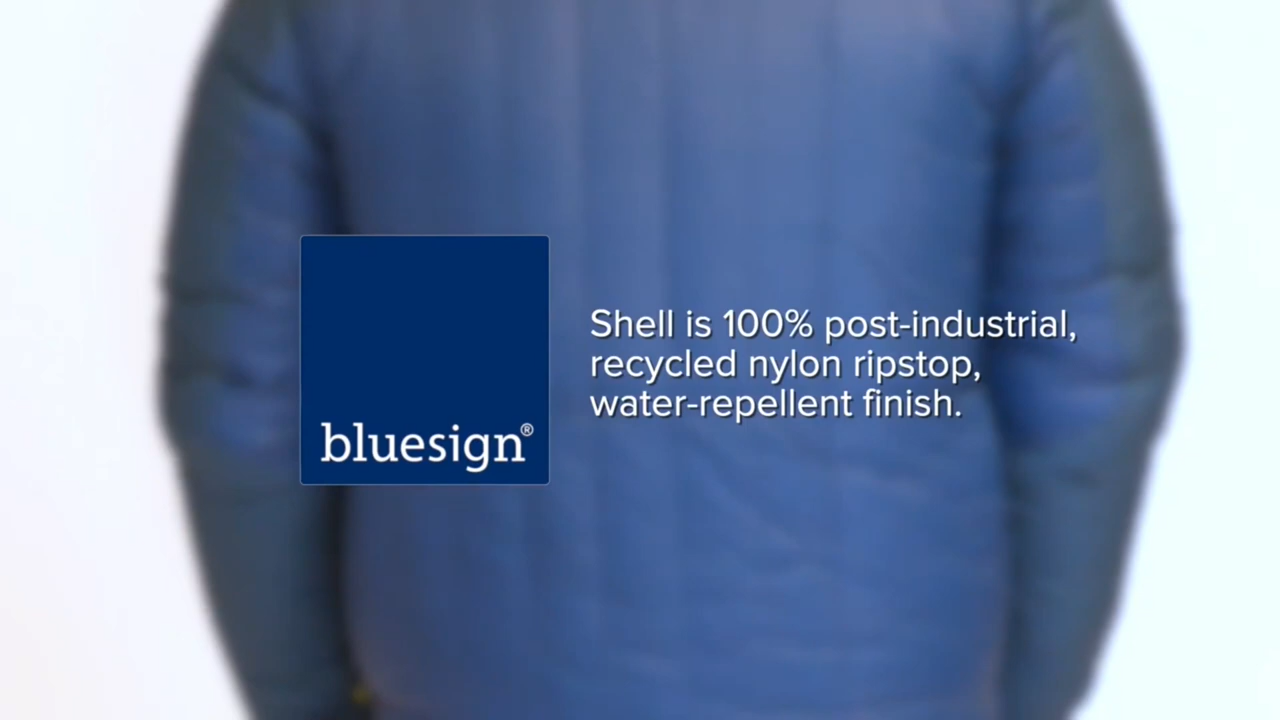 bluesign®
Shell is 100% post-industrial,
recycled nylon ripstop,
water-repellent finish.